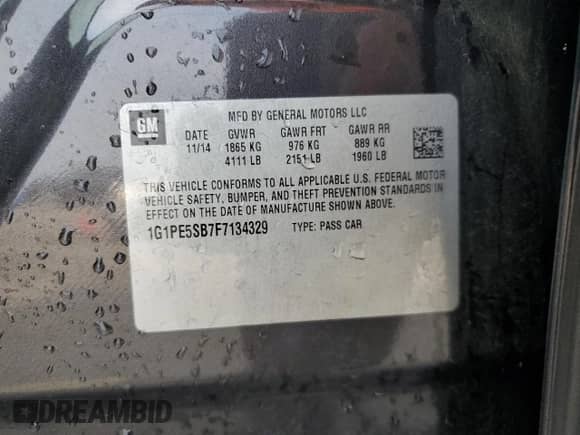 GM
MFD BY GENERAL MOTORS LLC
DATE GVWR GAWR FRT GAWR RR
11/14 1865 KG 976 KG 889 KG
4111 LB 2151 LB 1960 LB
THIS VEHICLE CONFORMS TO ALL APPLICABLE U.S. FEDERAL MOTOR
VEHICLE SAFETY, BUMPER, AND THEFT PREVENTION STANDARDS IN
EFFECT ON THE DATE OF MANUFACTURE SHOWN ABOVE.
1G1PE5SB7F7134329 TYPE: PASS CAR
DREAMBID